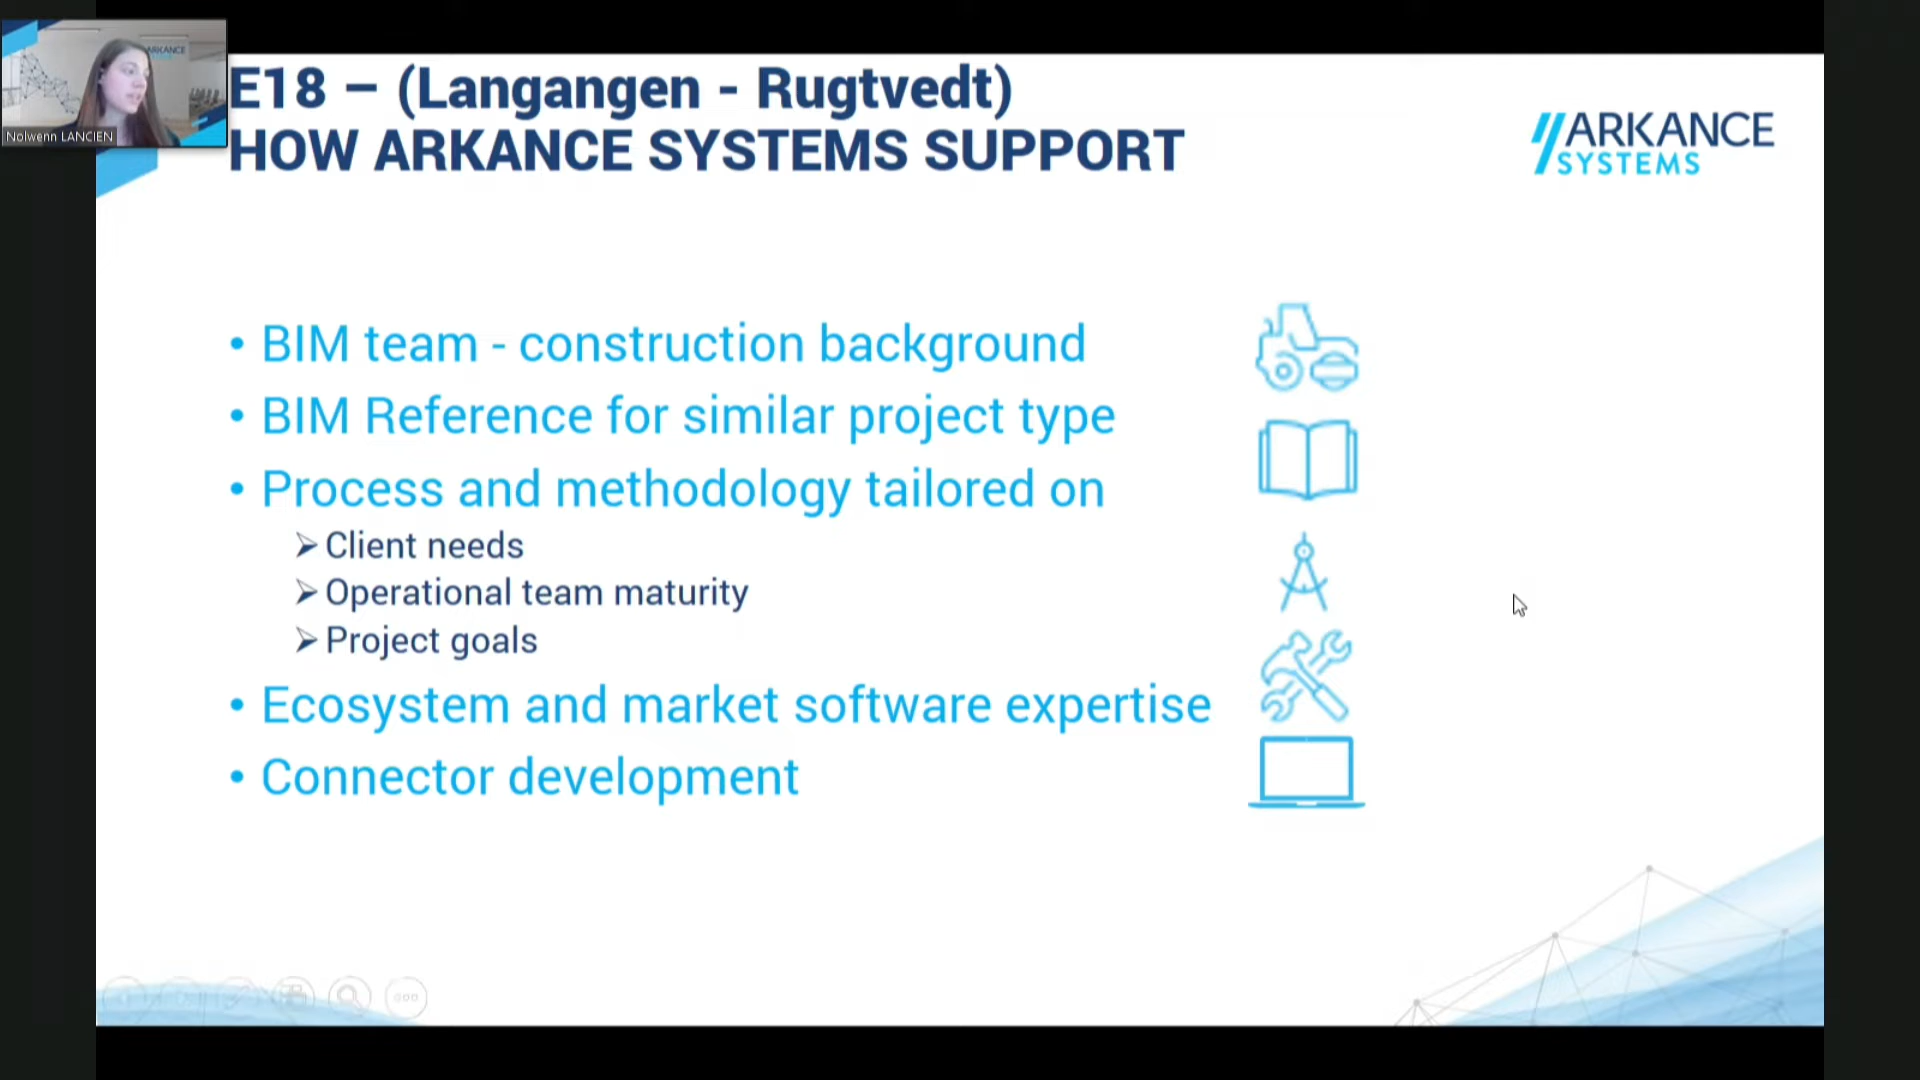 ARKANCE
Nolwenn LANCIEN
E18 – (Langangen - Rugtvedt)
HOW ARKANCE SYSTEMS SUPPORT
ARKANCE
SYSTEMS
• BIM team - construction background
• BIM Reference for similar project type
• Process and methodology tailored on
➢ Client needs
➢ Operational team maturity
➢ Project goals
• Ecosystem and market software expertise
• Connector development